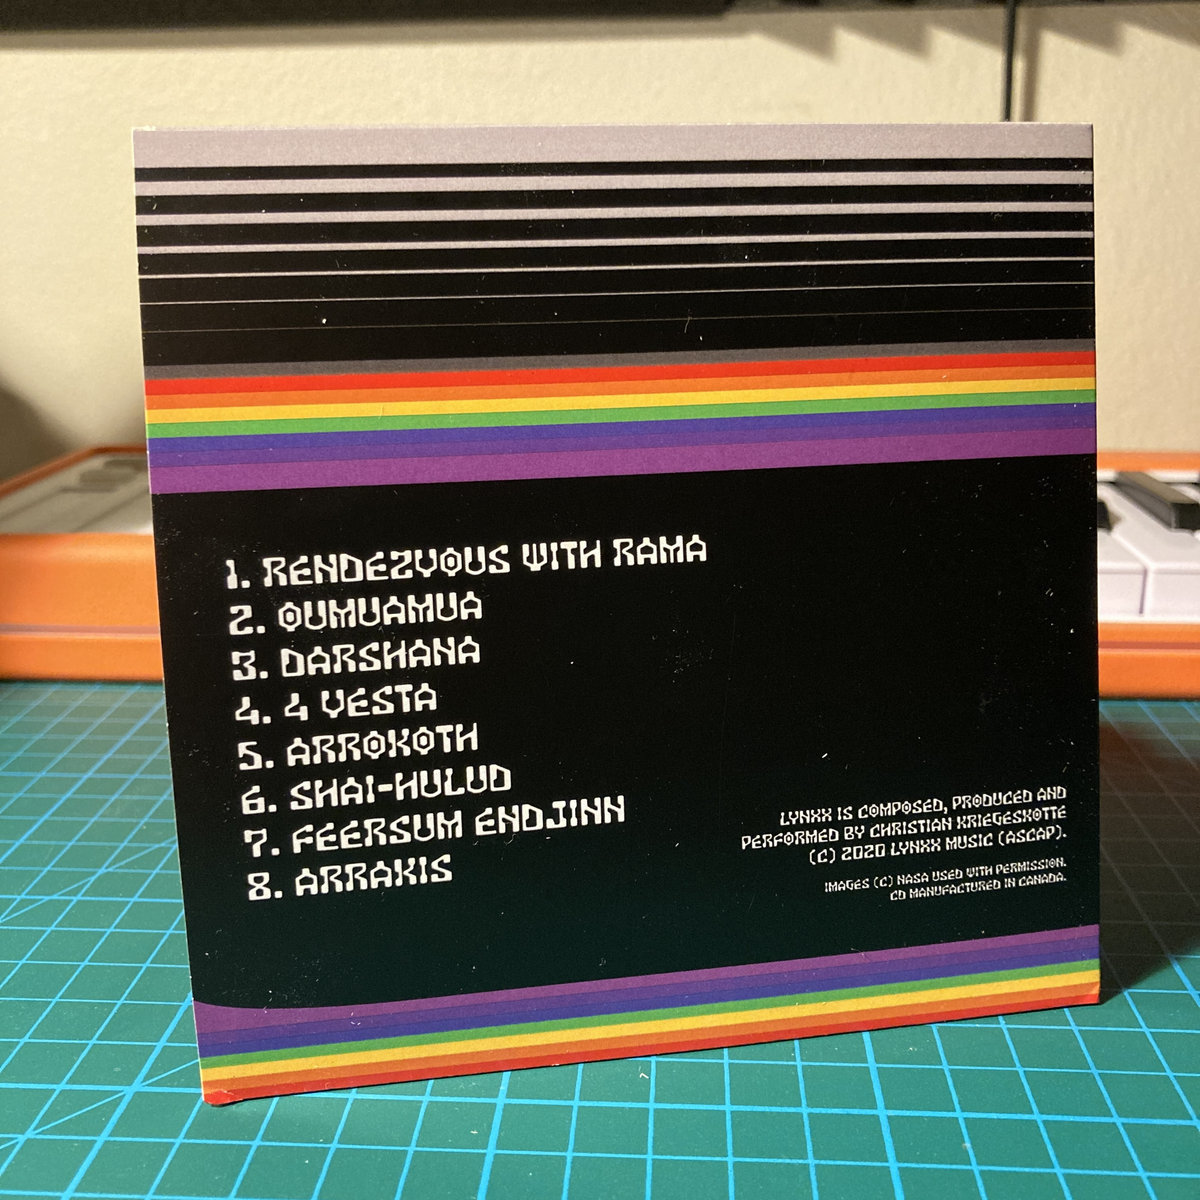 1. RENDEZVOUS WITH RAMA
2. OUMUAMUA
3. DARSHANA
4. 4 VESTA
5. ARROKOTH
6. SHAI-HULUD
7. FEERSUM ENDJINN
8. ARRAKIS
LYNXX IS COMPOSED, PRODUCED AND
PERFORMED BY CHRISTIAN KRIEGESKOTTE
(C) 2020 LYNXX MUSIC (ASCAP).
IMAGES (C) NASA USED WITH PERMISSION.
CD MANUFACTURED IN CANADA.